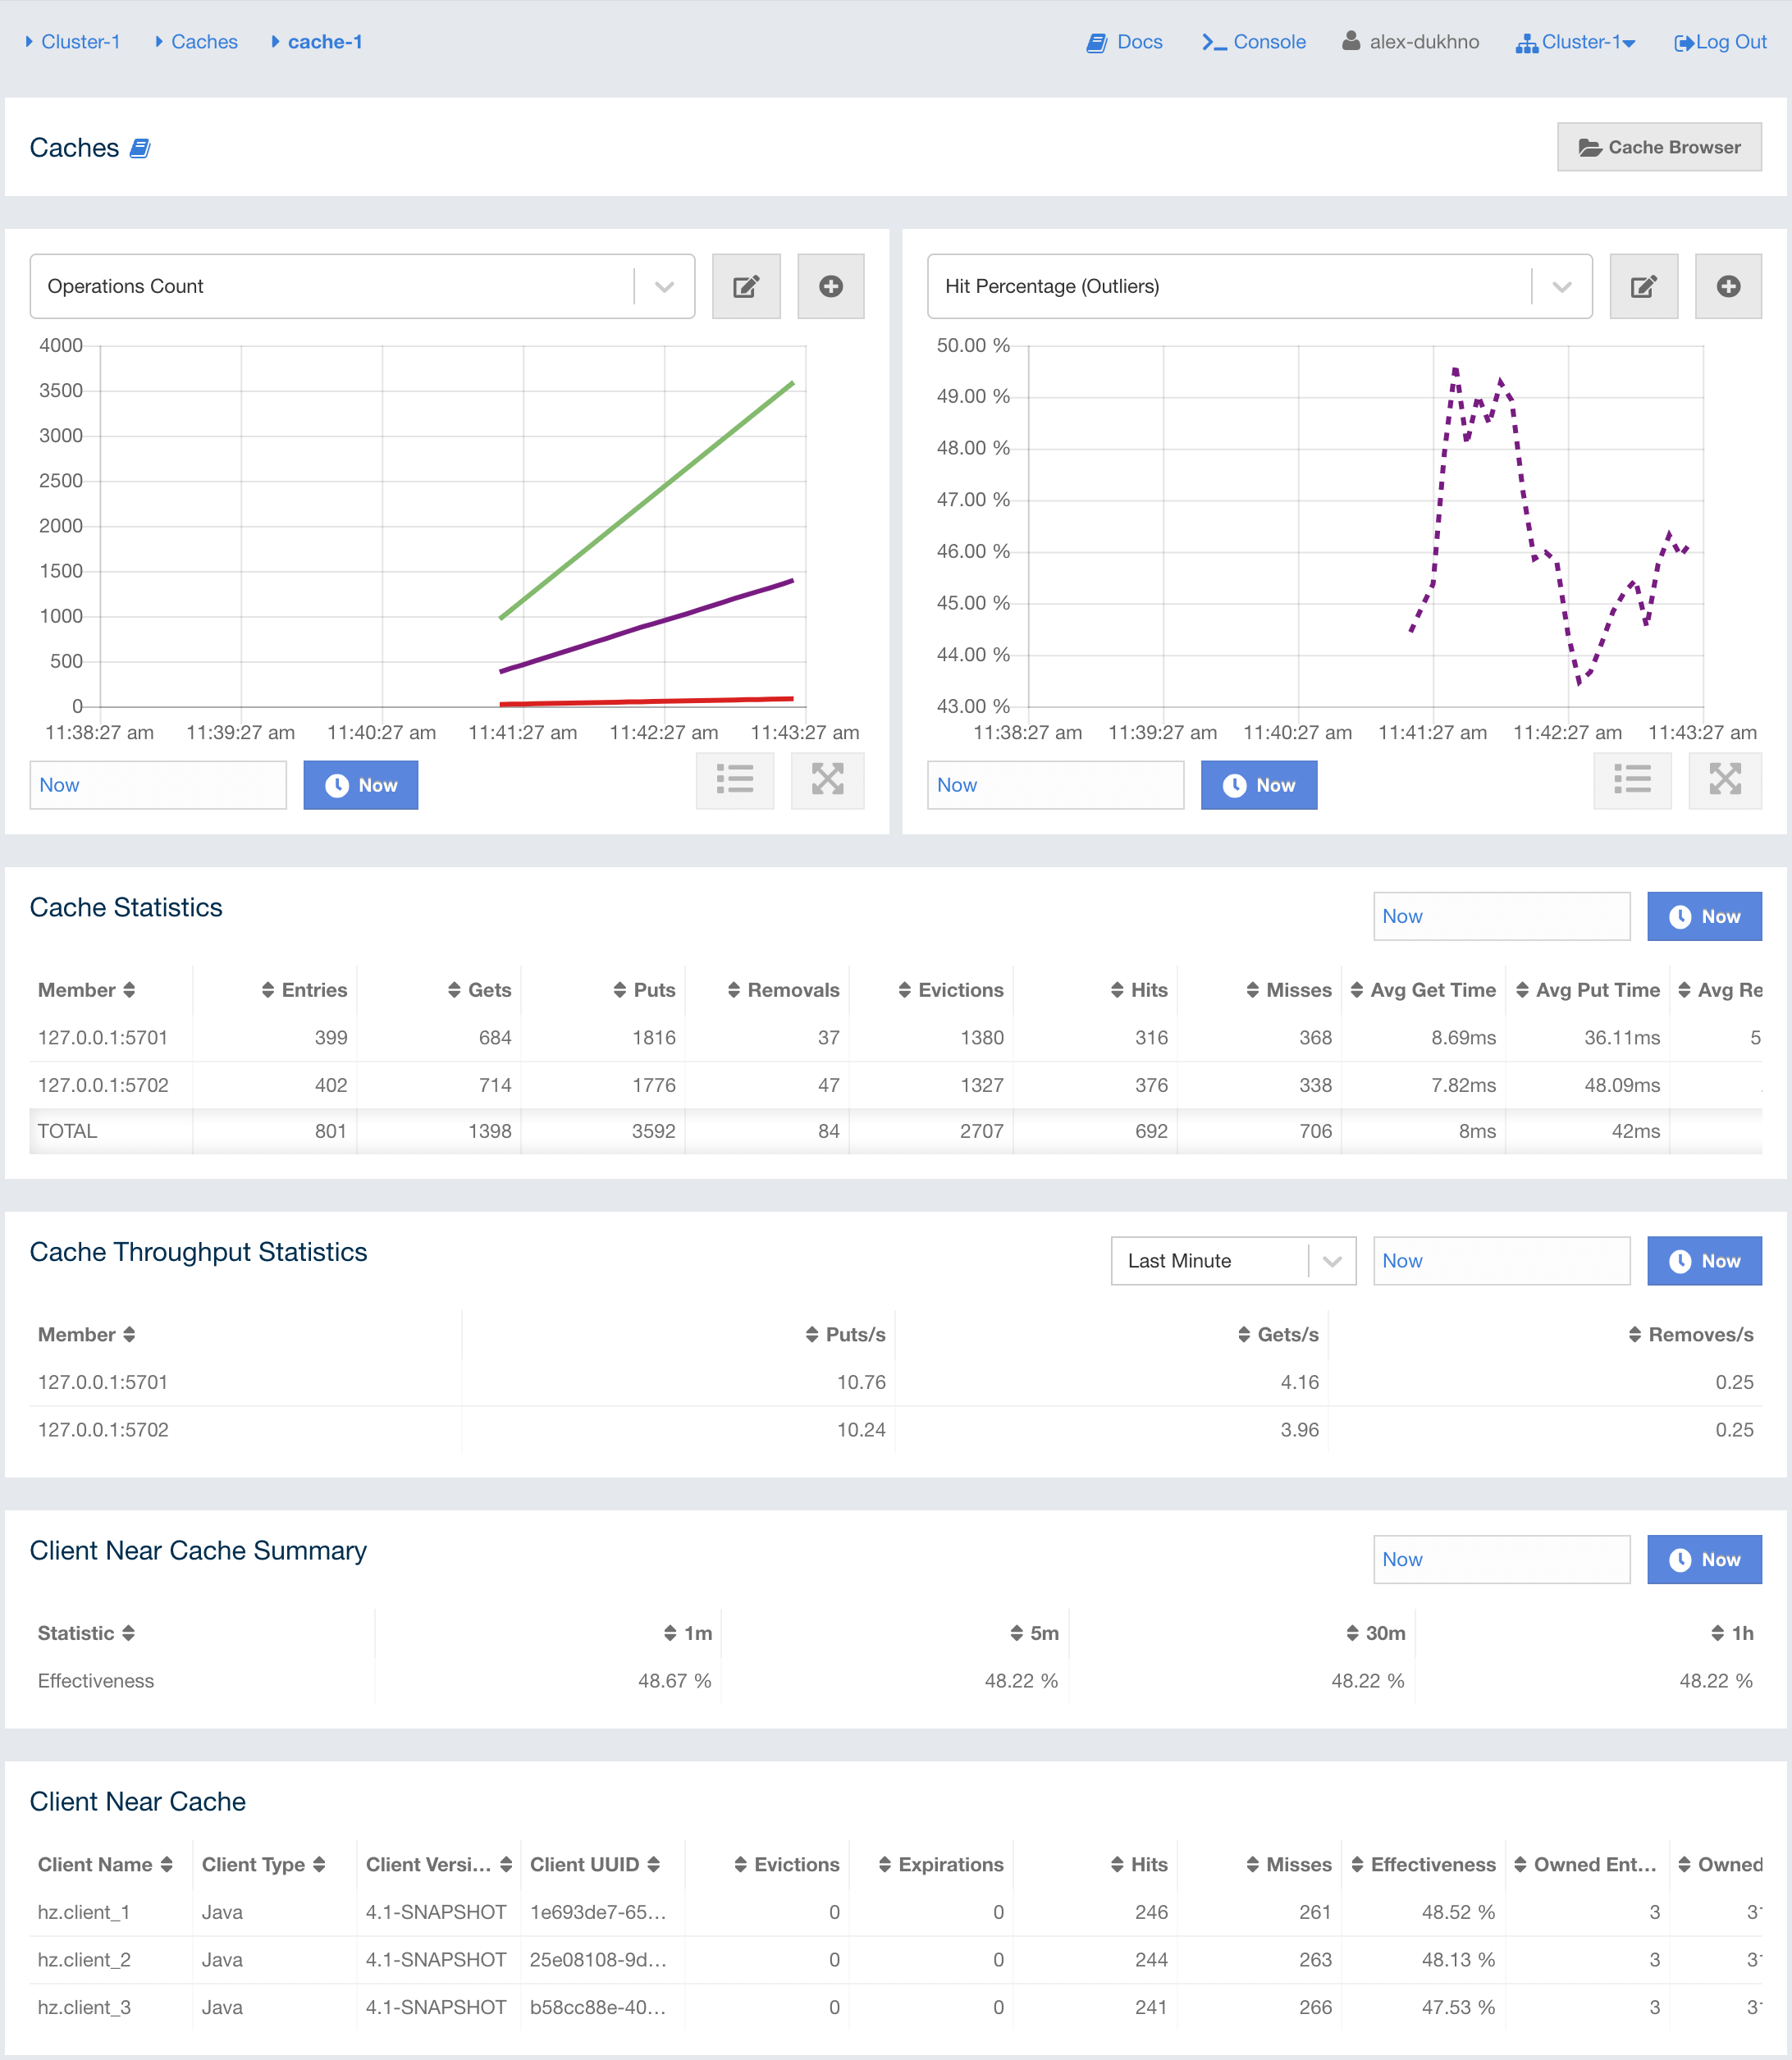 Cluster-1 Caches cache-1 Docs Console alex-dukhno Cluster-1 Log Out
Caches Cache Browser
Operations Count
4000
3500
3000
2500
2000
1500
1000
500
0
11:38:27 am 11:39:27 am 11:40:27 am 11:41:27 am 11:42:27 am 11:43:27 am
Now Now
Hit Percentage (Outliers)
50.00 %
49.00 %
48.00 %
47.00 %
46.00 %
45.00 %
44.00 %
43.00 %
11:38:27 am 11:39:27 am 11:40:27 am 11:41:27 am 11:42:27 am 11:43:27 am
Now Now
Cache Statistics Now Now
Member Entries Gets Puts Removals Evictions Hits Misses Avg Get Time Avg Put Time Avg Re
127.0.0.1:5701 399 684 1816 37 1380 316 368 8.69ms 36.11ms 5
127.0.0.1:5702 402 714 1776 47 1327 376 338 7.82ms 48.09ms
TOTAL 801 1398 3592 84 2707 692 706 8ms 42ms
Cache Throughput Statistics Last Minute Now Now
Member Puts/s Gets/s Removes/s
127.0.0.1:5701 10.76 4.16 0.25
127.0.0.1:5702 10.24 3.96 0.25
Client Near Cache Summary Now Now
Statistic 1m 5m 30m 1h
Effectiveness 48.67 % 48.22 % 48.22 % 48.22 %
Client Near Cache
Client Name Client Type Client Versi... Client UUID Evictions Expirations Hits Misses Effectiveness Owned Ent... Owned
hz.client_1 Java 4.1-SNAPSHOT 1e693de7-65... 0 0 246 261 48.52 % 3 3
hz.client_2 Java 4.1-SNAPSHOT 25e08108-9d... 0 0 244 263 48.13 % 3 3
hz.client_3 Java 4.1-SNAPSHOT b58cc88e-40... 0 0 241 266 47.53 % 3 3